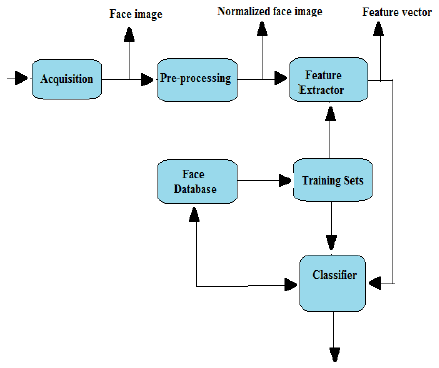 Face image
Normalized face image
Feature vector
Acquisition
Pre-processing
Feature
Extractor
Face
Database
Training Sets
Classifier